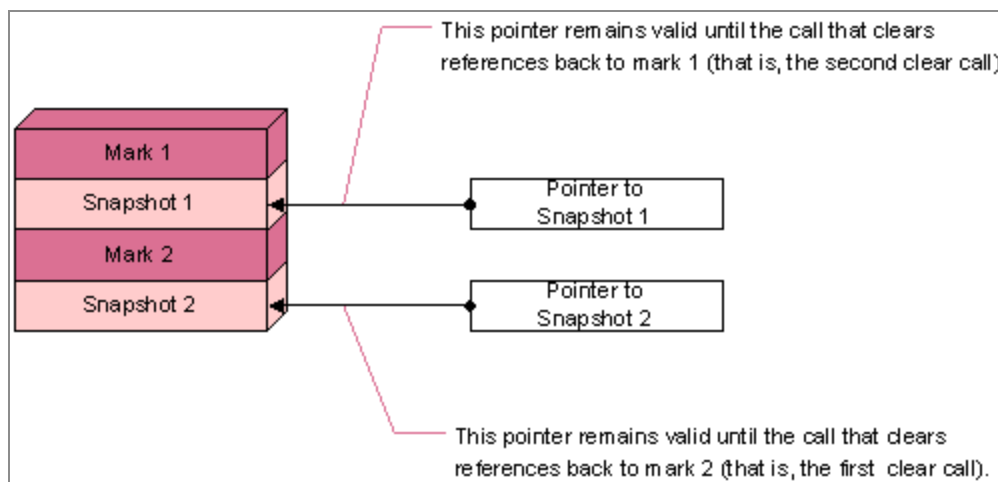 This pointer remains valid until the call that clears
references back to mark 1 (that is, the second clear call)
Mark 1
Snapshot 1
Pointer to
Snapshot 1
Mark 2
Snapshot 2
Pointer to
Snapshot 2
This pointer remains valid until the call that clears
references back to mark 2 (that is, the first clear call).